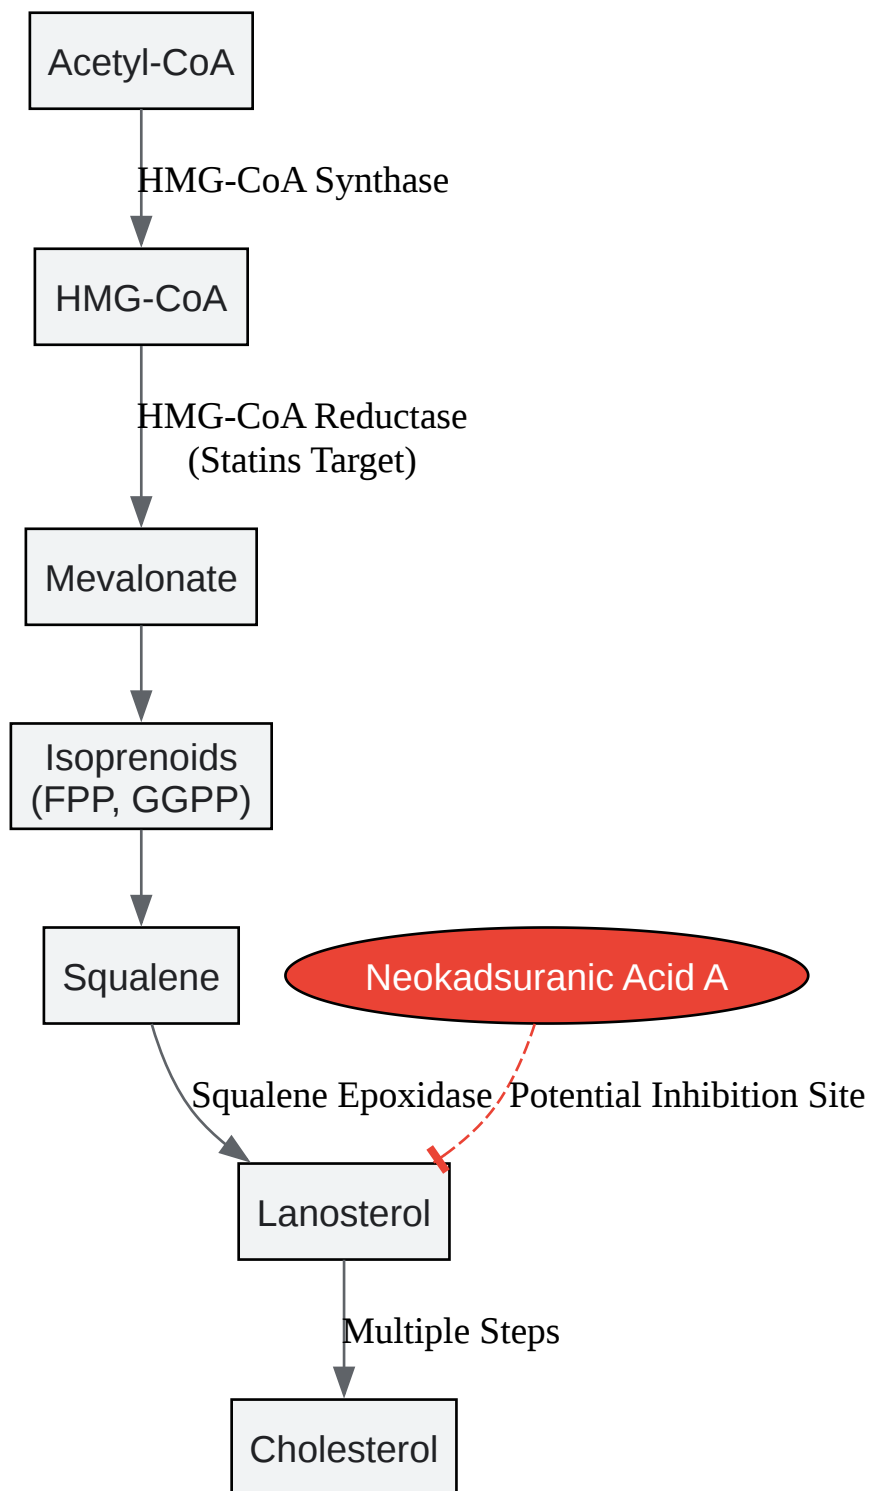 Acetyl-CoA
HMG-CoA Synthase
HMG-CoA
HMG-CoA Reductase
(Statins Target)
Mevalonate
Isoprenoids
(FPP, GGPP)
Squalene
Neokadsuranic Acid A
Squalene Epoxidase
Potential Inhibition Site
Lanosterol
Multiple Steps
Cholesterol